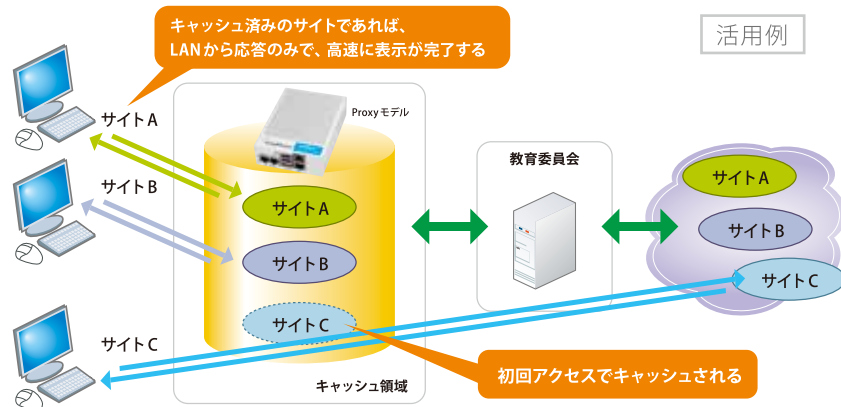 キャッシュ済みのサイトであれば、
LANから応答のみで、高速に表示が完了する
活用例
サイトA
Proxyモデル
サイトB
サイトA
サイトB
サイトC
教育委員会
サイトA
サイトB
サイトC
サイトC
キャッシュ領域
初回アクセスでキャッシュされる